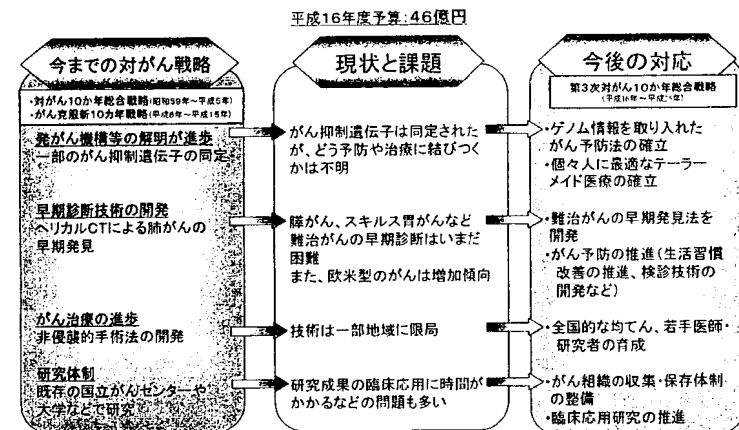 平成16年度予算:46億円
今までの対がん戦略
・対がん10か年総合戦略(昭和59年~平成5年)
・がん克服新10カ年戦略(平成6年~平成15年)
発がん機構等の解明が進歩
一部のがん抑制遺伝子の同定
早期診断技術の開発
ヘリカルCTによる肺がんの
早期発見
がん治療の進歩
非優襲的手術法の開発
研究体制
既存の国立がんセンターや
大学などで研究
現状と課題
がん抑制遺伝子は同定された
が、どう予防や治療に結びつく
かは不明
膵がん、スキルス胃がんなど
難治がんの早期診断はいまだ
困難
また、欧米型のがんは増加傾向
技術は一部地域に限局
研究成果の臨床応用に時間が
かかるなどの問題も多い
今後の対応
第3次対がん10か年総合戦略
(平成16年~平成25年)
・ゲノム情報を取り入れた
がん予防法の確立
・個々人に最適なテーラー
メイド医療の確立
・難治がんの早期発見法を
開発
・がん予防の推進(生活習慣
改善の推進、検診技術の
開発など)
・全国的な均てん、若手医師・
研究者の育成
・がん組織の収集・保存体制
の整備
・臨床応用研究の推進